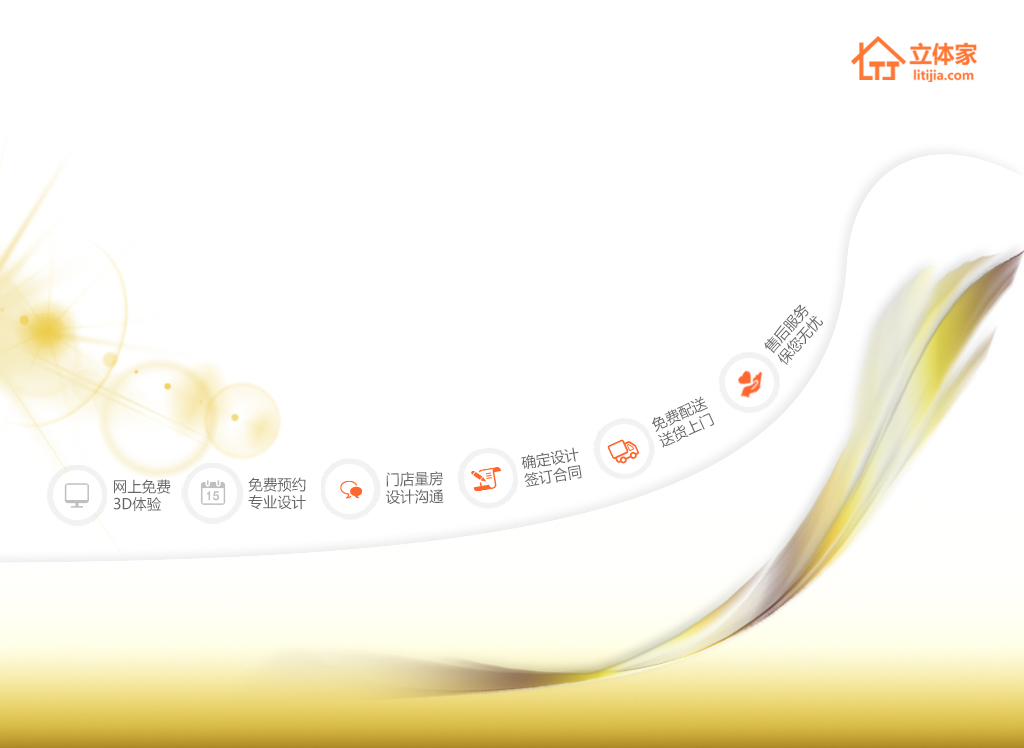 立体家
litijia.com
售后服务
保您无忧
免费配送
送货上门
确定设计
签订合同
门店量房
设计沟通
免费预约
专业设计
15
网上免费
3D体验